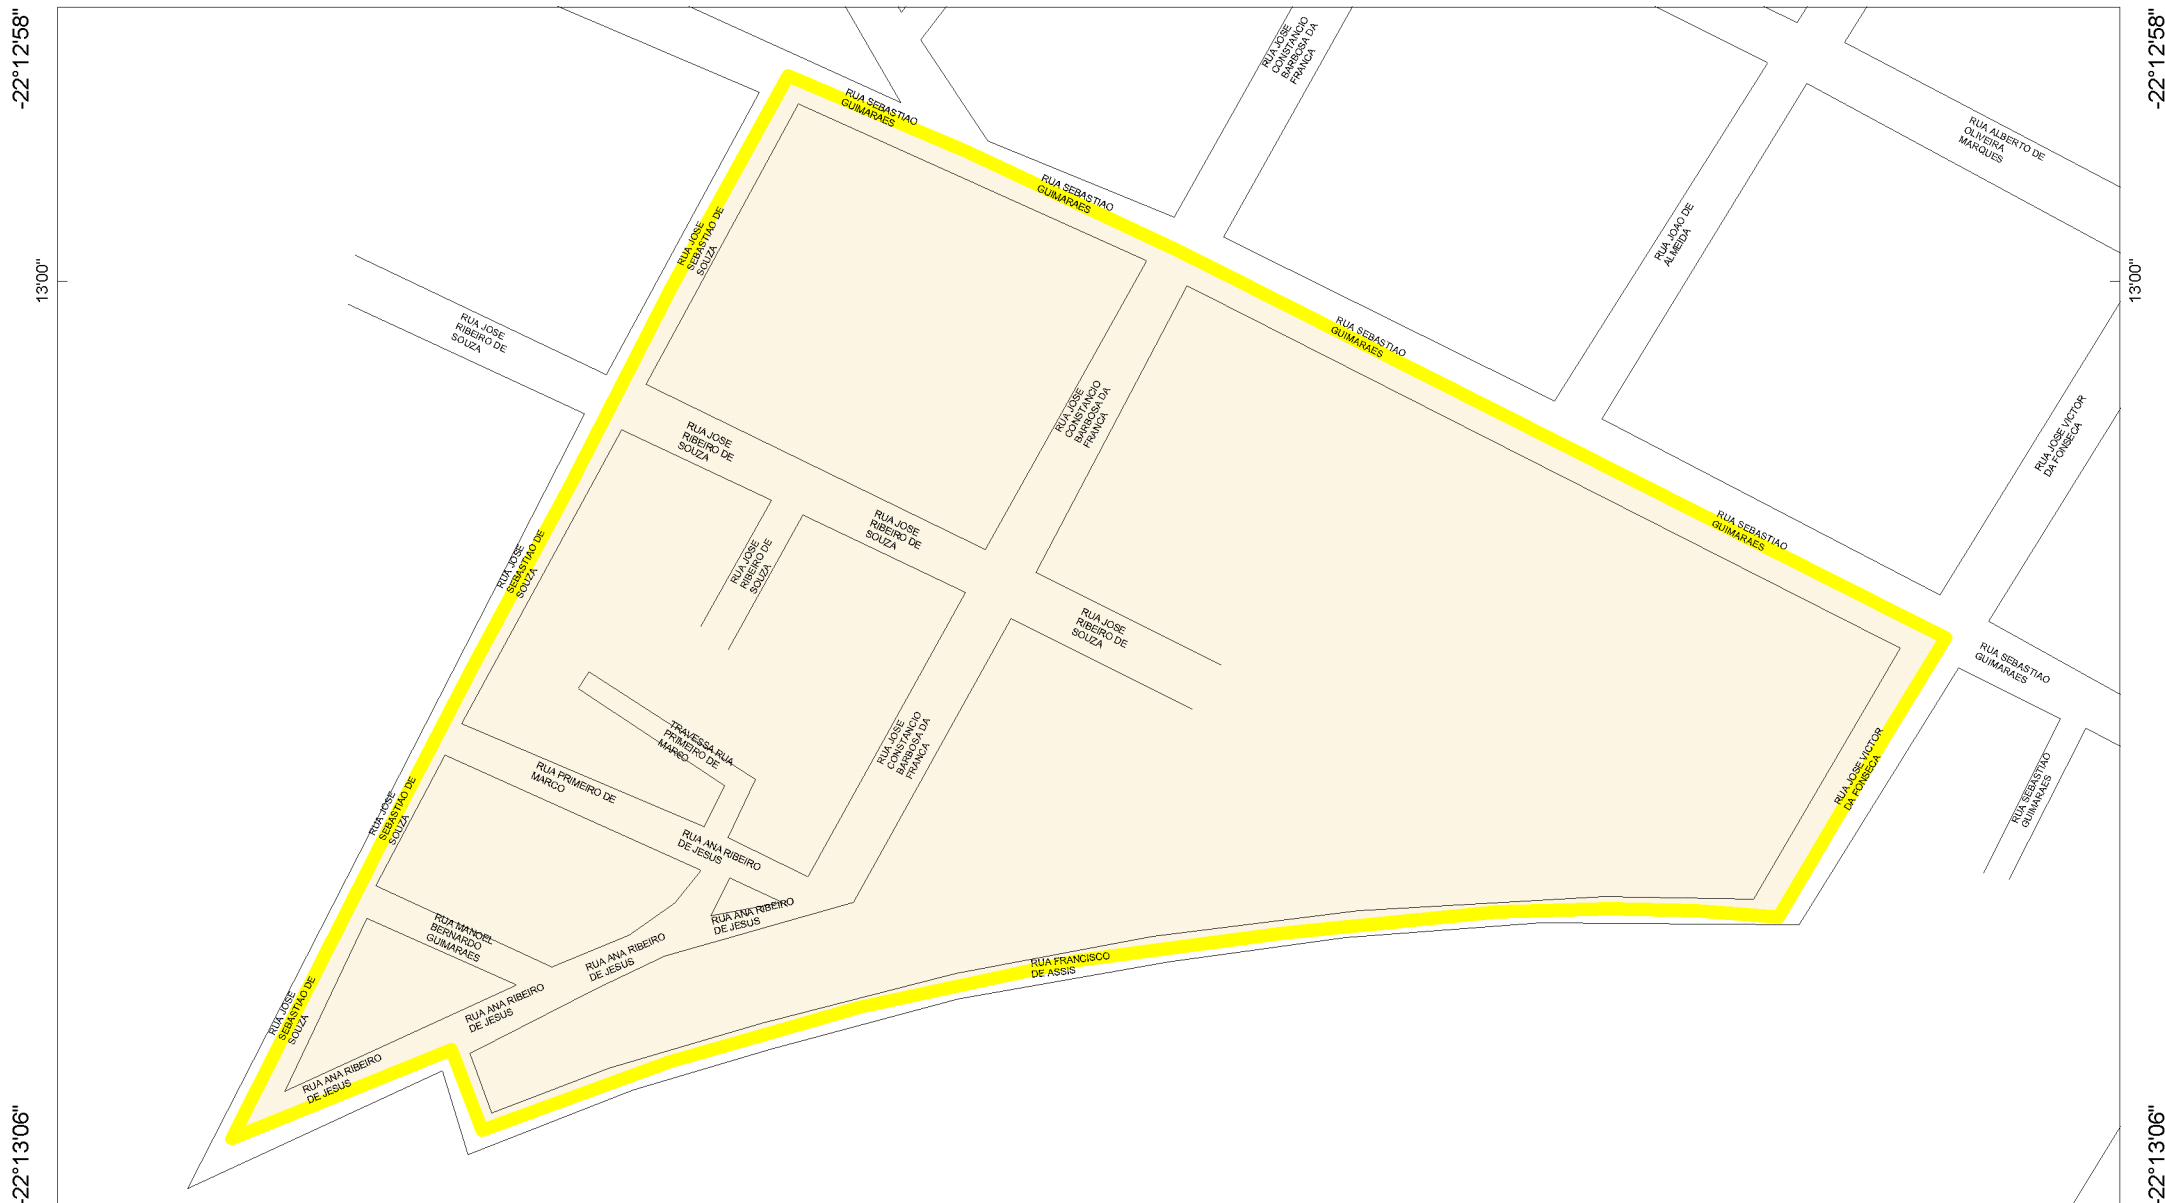 -22°12'58"
-22°12'58"
RUA JOSE
CONSTANCIO
BARBOSA DA
FRANCA
RUA SEBASTIAO
GUIMARAES
RUA ALBERTO DE
OLIVEIRA
MARQUES
RUA SEBASTIAO
GUIMARAES
RUA JOSE
SEBASTIAO DE
SOUZA
RUA JOAO DE
ALMEIDA
13'00"
13'00"
RUA JOSE
RIBEIRO DE
SOUZA
RUA SEBASTIAO
GUIMARAES
RUA JOSE
CONSTANCIO
BARBOSA DA
FRANCA
RUA JOSE VICTOR
DA FONSECA
RUA JOSE
RIBEIRO DE
SOUZA
RUA JOSE
RIBEIRO DE
SOUZA
RUA SEBASTIAO
GUIMARAES
RUA JOSE
SEBASTIAO DE
SOUZA
RUA JOSE
RIBEIRO DE
SOUZA
RUA JOSE
RIBEIRO DE
SOUZA
RUA SEBASTIAO
GUIMARAES
TRAVESSA RUA
PRIMEIRO DE
MARCO
RUA JOSE
CONSTANCIO
BARBOSA DA
FRANCA
RUA JOSE VICTOR
DA FONSECA
RUA SEBASTIAO
GUIMARAES
RUA PRIMEIRO DE
MARCO
RUA JOSE
SEBASTIAO DE
SOUZA
RUA ANA RIBEIRO
DE JESUS
RUA ANA RIBEIRO
DE JESUS
RUA MANOEL
BERNARDO
GUIMARAES
RUA ANA RIBEIRO
DE JESUS
RUA FRANCISCO
DE ASSIS
RUA JOSE
SEBASTIAO DE
SOUZA
RUA ANA RIBEIRO
DE JESUS
RUA ANA RIBEIRO
DE JESUS
-22°13'06"
-22°13'06"